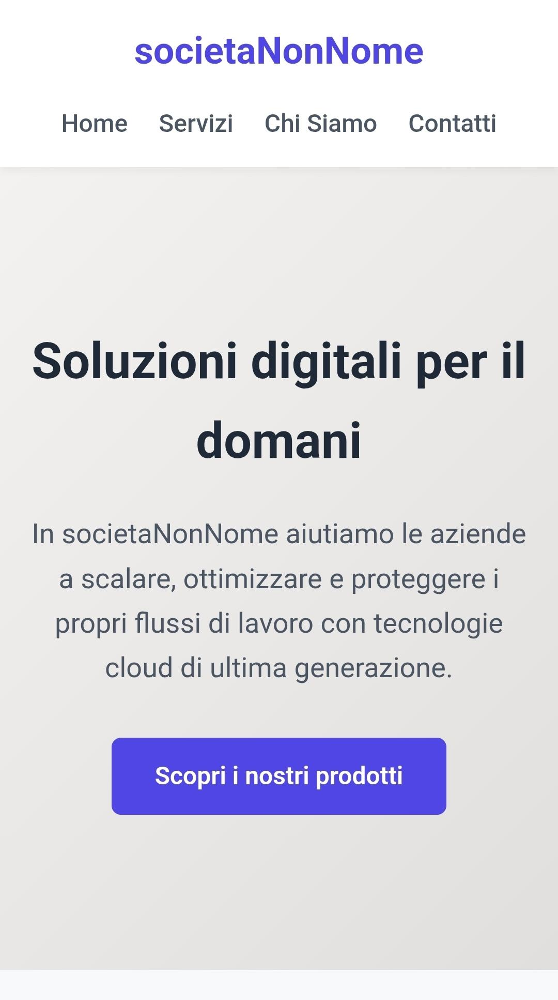 societaNonNome
Home Servizi Chi Siamo Contatti
Soluzioni digitali per il
domani
In societaNonNome aiutiamo le aziende
a scalare, ottimizzare e proteggere i
propri flussi di lavoro con tecnologie
cloud di ultima generazione.
Scopri i nostri prodotti